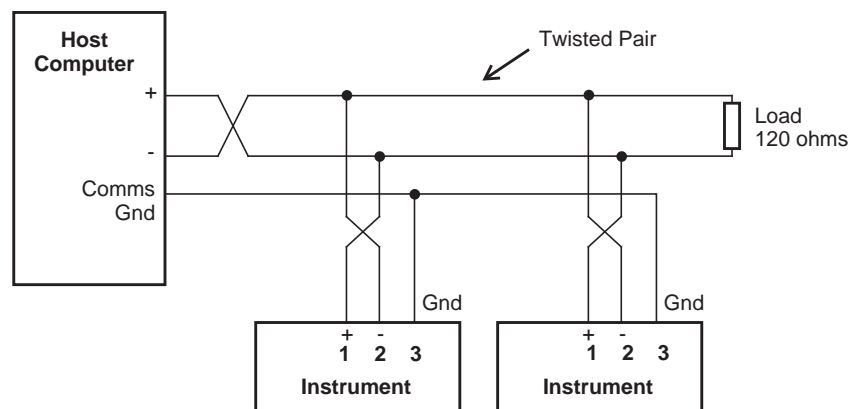 Host
Computer
Twisted Pair
+
-
Load
120 ohms
Comms
Gnd
Gnd
Gnd
+ -
1 2 3
Instrument
+ -
1 2 3
Instrument